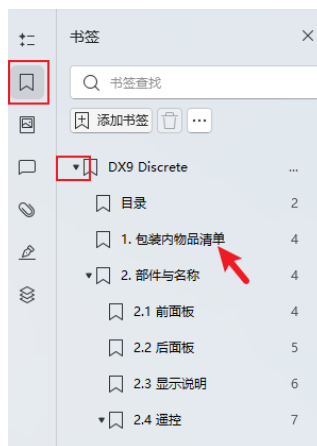 书签
书签查找
添加书签 ...
DX9 Discrete ...
目录 2
1. 包装内物品清单 4
2. 部件与名称 4
2.1 前面板 4
2.2 后面板 5
2.3 显示说明 6
2.4 遥控 7